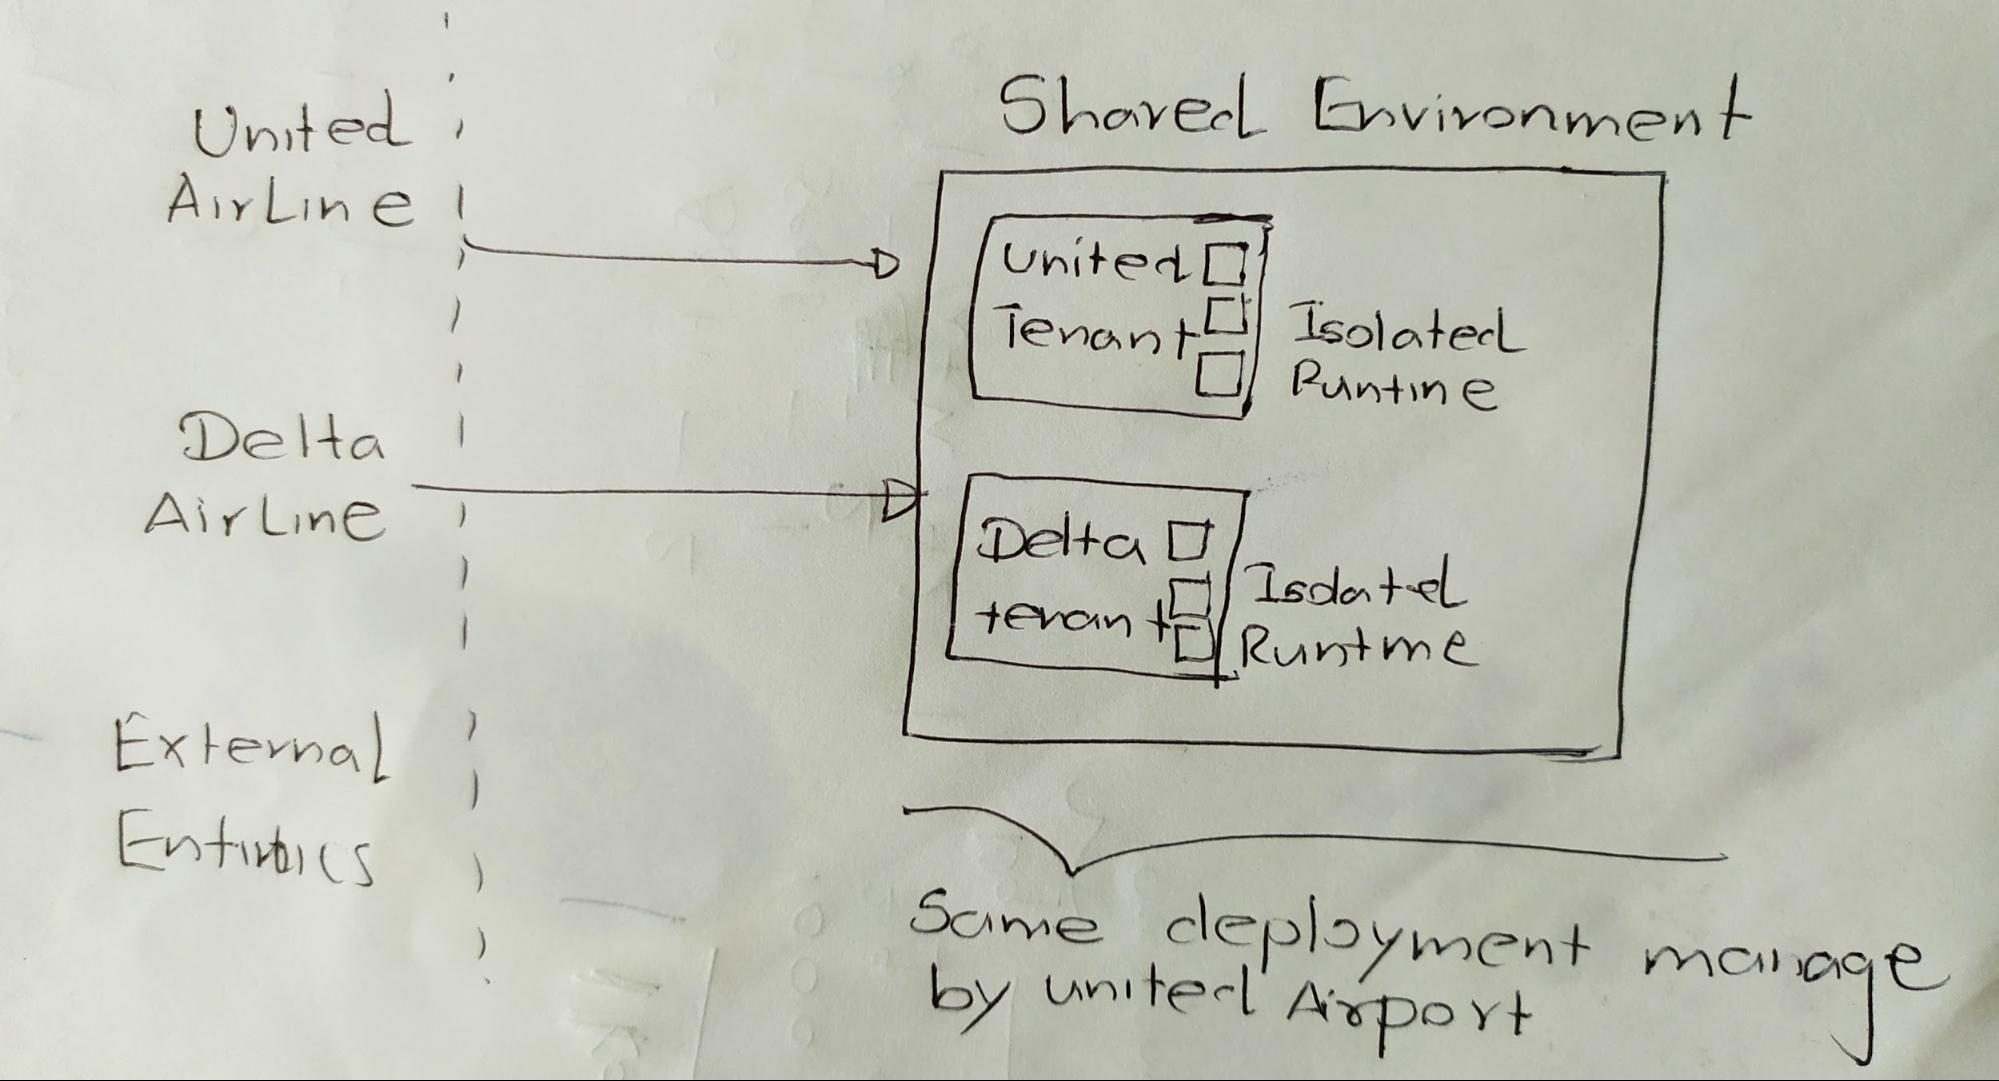 United
AirLine
Delta
AirLine
External
Shared Environment
United
Tenant
Isolated
Runtine
Delta
tenant
Isolated
Runtme
Same deployment manage
by united Airport